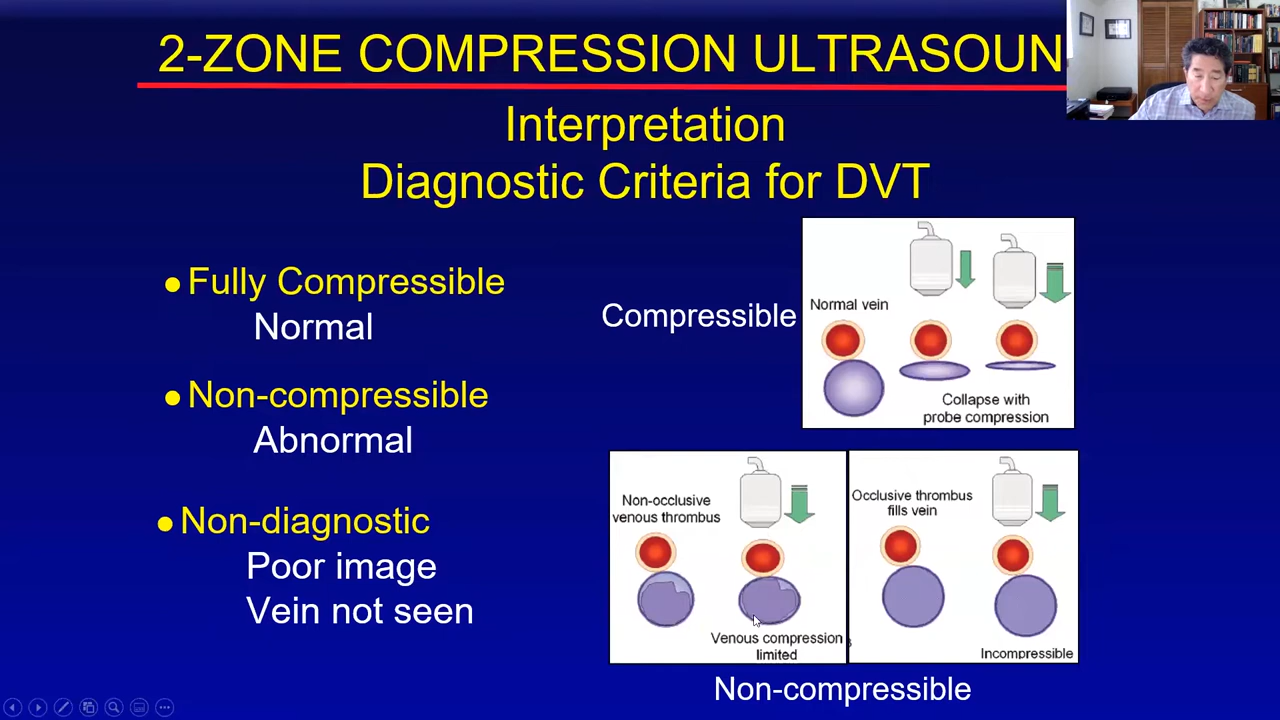 2-ZONE COMPRESSION ULTRASOUN
Interpretation
Diagnostic Criteria for DVT
•Fully Compressible
Normal
•Non-compressible
Abnormal
•Non-diagnostic
Poor image
Vein not seen
Compressible
Normal vein
Collapse with
probe compression
Non-occlusive
venous thrombus
Venous compression
limited
Occlusive thrombus
fills vein
Incompressible
Non-compressible